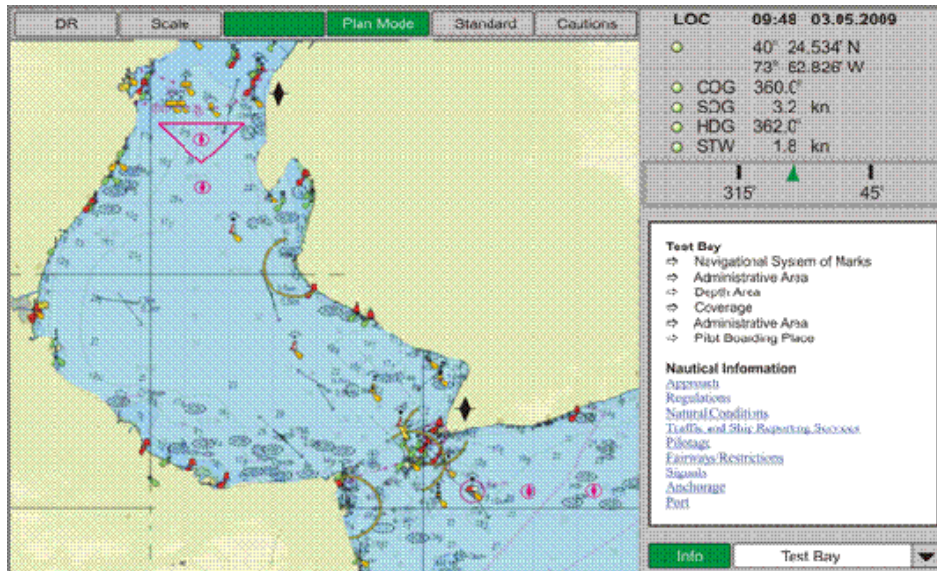 DR Scale Plan Mode Standard Cautions
LOC 09:48 03.05.2009
40° 24.534' N
73° 62.826' W
COG 360.0°
SOG 3.2 kn
HDG 362.0°
STW 1.8 kn
315° 45°
Test Bay
⇨ Navigational System of Marks
⇨ Administrative Area
⇨ Depth Area
⇨ Coverage
⇨ Administrative Area
⇨ Pilot Boarding Place
Nautical Information
Approach
Regulations
Natural Conditions
Traffic and Ship Reporting Services
Pilotage
Fairways/Restrictions
Signals
Anchorage
Port
Info Test Bay